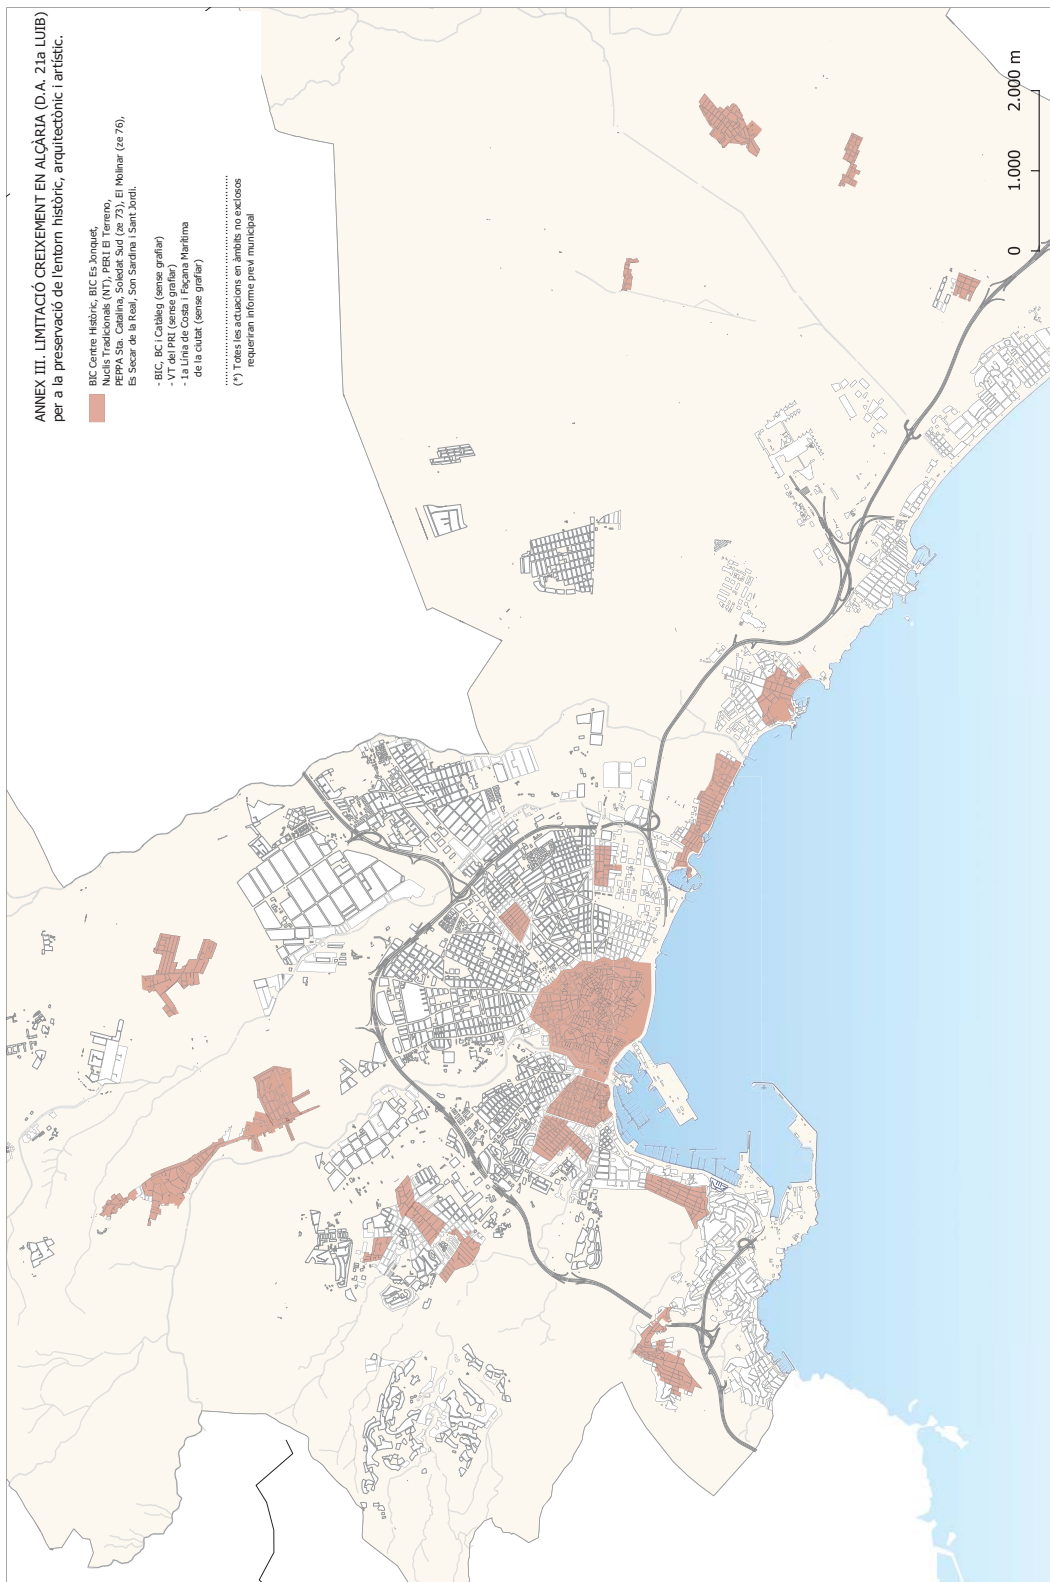 ANNEX III. LIMITACIÓ CREIXEMENT EN ALÇÀRIA (D.A. 21a LUIB)
per a la preservació de l'entorn històric, arquitectònic i artístic.
BIC Centre Històric, BIC Es Jonquet,
Nuclis Tradicionals (NT), PERI El Terreno,
PEPPA Sta. Catalina, Soledat Sud (ze 73), El Molinar (ze 76),
Es Secar de la Real, Son Sardina i Sant Jordi.
- BIC, BC i Catàleg (sense grafiar)
- VT del PRI (sense grafiar)
- 1a Línia de Costa i Façana Marítima
de la ciutat (sense grafiar)
(*) Totes les actuacions en àmbits no exclosos
requeriran informe previ municipal
0 1.000 2.000 m